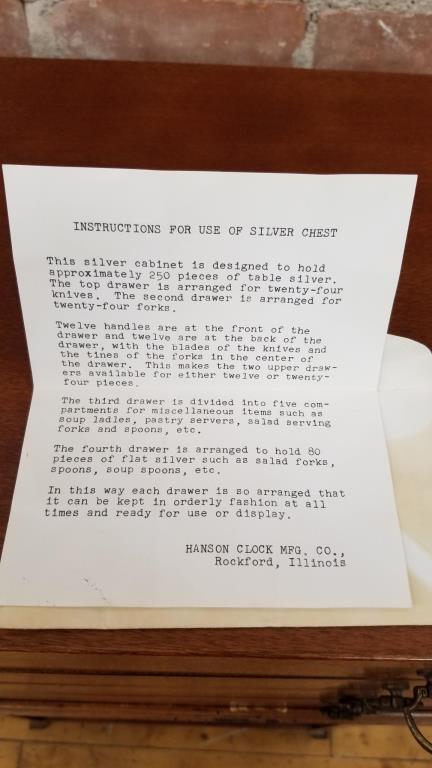 INSTRUCTIONS FOR USE OF SILVER CHEST
This silver cabinet is designed to hold
approximately 250 pieces of table silver.
The top drawer is arranged for twenty-four
knives.  The second drawer is arranged for
twenty-four forks.
Twelve handles are at the front of the
drawer and twelve are at the back of the
drawer, with the blades of the knives and
the tines of the forks in the center of
the drawer.  This makes the two upper draw-
ers available for either twelve or twenty-
four pieces.
The third drawer is divided into five com-
partments for miscellaneous items such as
soup ladles, pastry servers, salad serving
forks and spoons, etc.
The fourth drawer is arranged to hold 80
pieces of flat silver such as salad forks,
spoons, soup spoons, etc.
In this way each drawer is so arranged that
it can be kept in orderly fashion at all
times and ready for use or display.
HANSON CLOCK MFG. CO.,
Rockford, Illinois